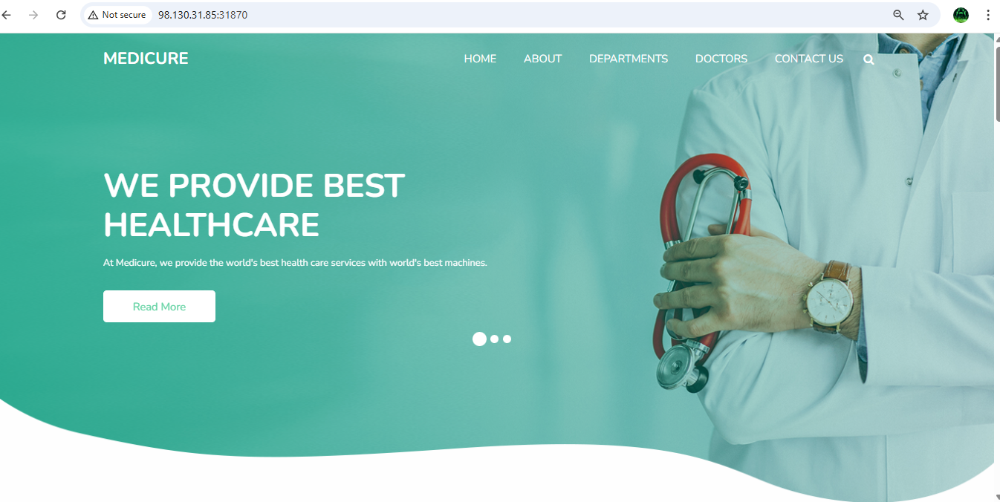 Not secure 98.130.31.85:31870
MEDICURE
HOME ABOUT DEPARTMENTS DOCTORS CONTACT US
WE PROVIDE BEST
HEALTHCARE
At Medicure, we provide the world's best health care services with world's best machines.
Read More